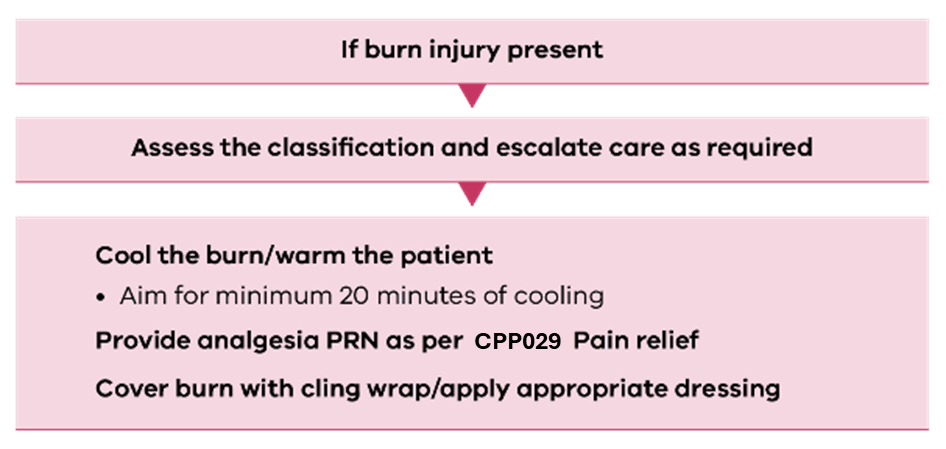 If burn injury present
Assess the classification and escalate care as required
Cool the burn/warm the patient
• Aim for minimum 20 minutes of cooling
Provide analgesia PRN as per CPP029 Pain relief
Cover burn with cling wrap/apply appropriate dressing